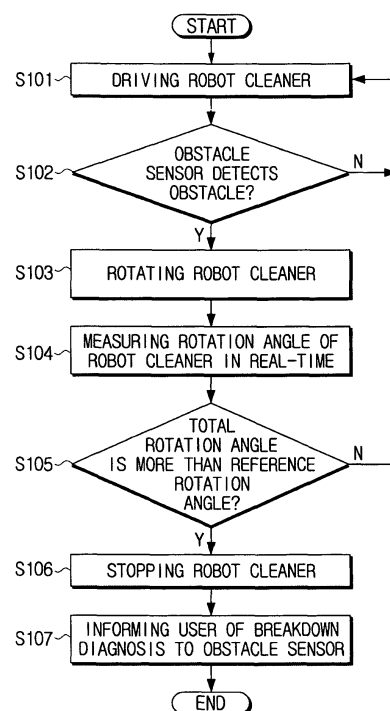 START
S101
DRIVING ROBOT CLEANER
S102
OBSTACLE
SENSOR DETECTS
OBSTACLE?
N
Y
S103
ROTATING ROBOT CLEANER
S104
MEASURING ROTATION ANGLE OF
ROBOT CLEANER IN REAL-TIME
S105
TOTAL
ROTATION ANGLE
IS MORE THAN REFERENCE
ROTATION
ANGLE?
N
Y
S106
STOPPING ROBOT CLEANER
S107
INFORMING USER OF BREAKDOWN
DIAGNOSIS TO OBSTACLE SENSOR
END